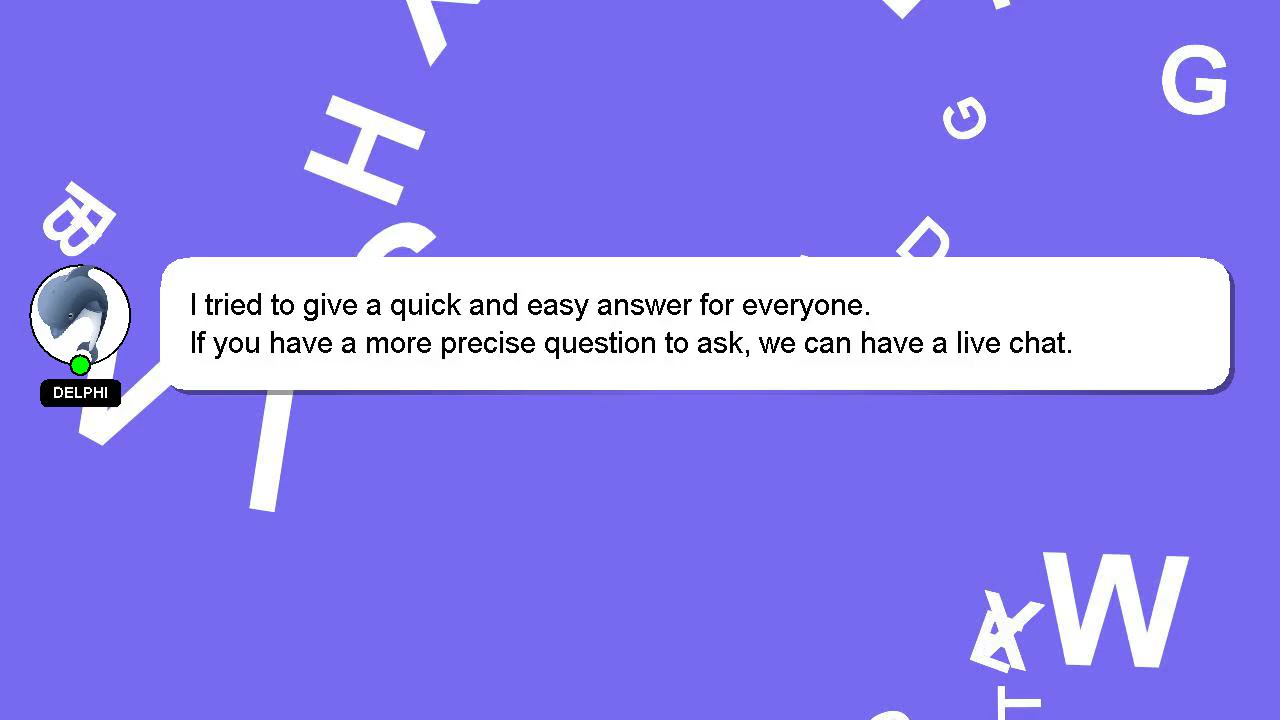 G
G
H
D
B
I tried to give a quick and easy answer for everyone.
If you have a more precise question to ask, we can have a live chat.
DELPHI
W
T